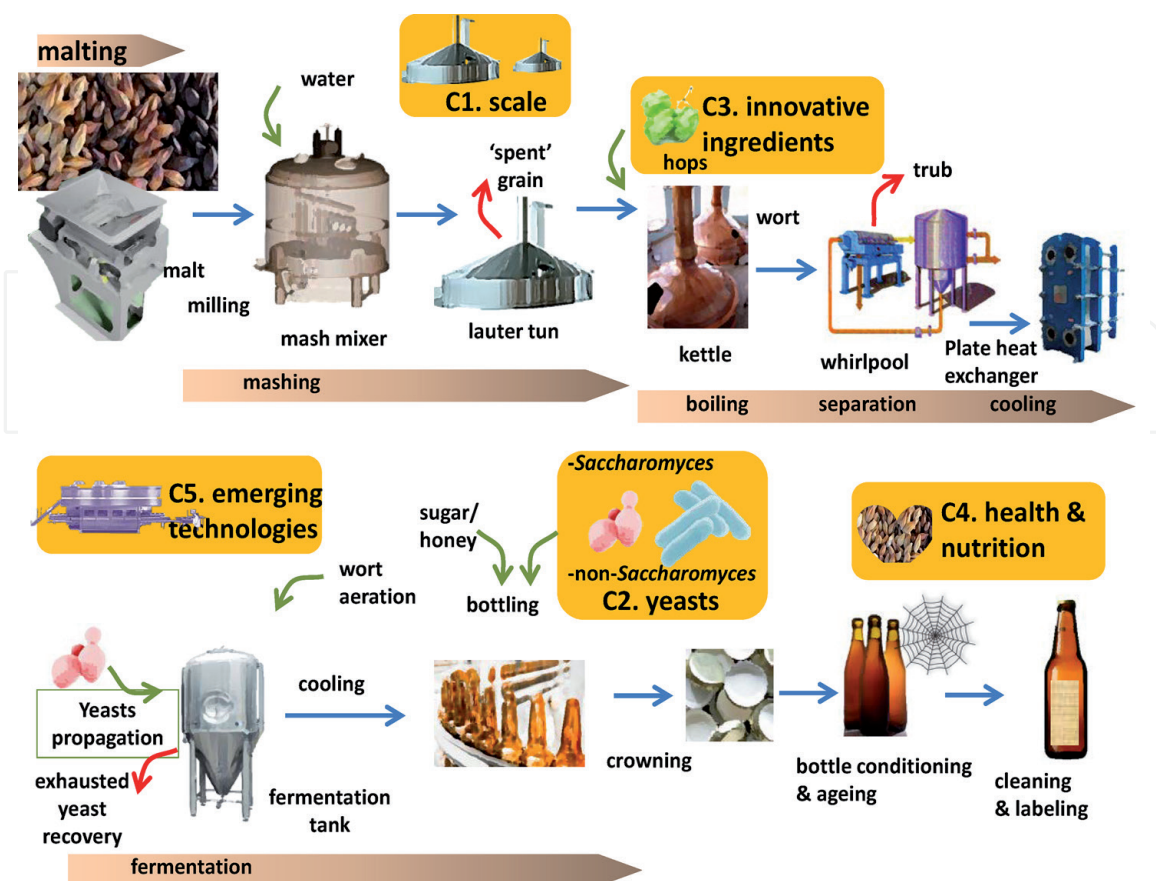 malting
water
C1. scale
'spent'
grain
C3. innovative
ingredients
hops
trub
wort
malt
milling
mash mixer
lauter tun
kettle
whirlpool
Plate heat
exchanger
mashing
boiling
separation
cooling
C5. emerging
technologies
sugar/
honey
-Saccharomyces
-non-Saccharomyces
C2. yeasts
C4. health &
nutrition
wort
aeration
bottling
Yeasts
propagation
cooling
exhausted
yeast
recovery
fermentation
tank
crowning
bottle conditioning
& ageing
cleaning
& labeling
fermentation